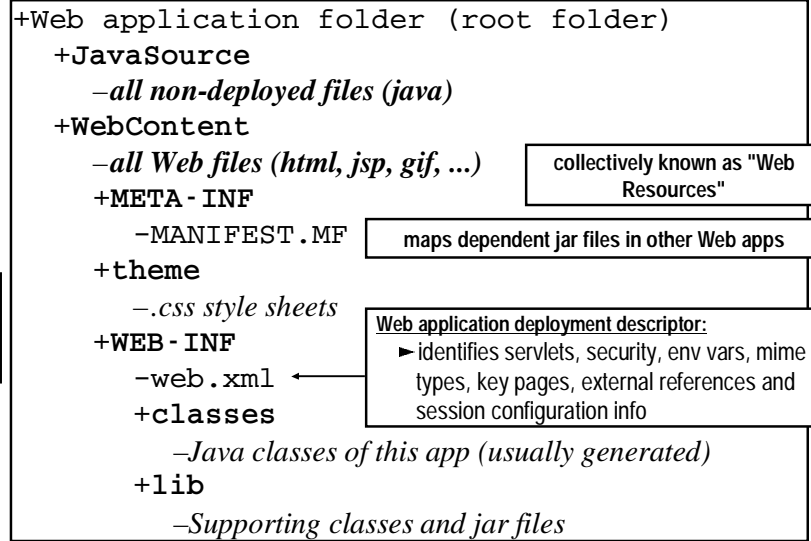 +Web application folder (root folder)
+JavaSource
–all non-deployed files (java)
+WebContent
–all Web files (html, jsp, gif, ...)
collectively known as "Web
Resources"
+META-INF
-MANIFEST.MF
maps dependent jar files in other Web apps
+theme
–.css style sheets
+WEB-INF
-web.xml
Web application deployment descriptor:
►identifies servlets, security, env vars, mime
types, key pages, external references and
session configuration info
+classes
–Java classes of this app (usually generated)
+lib
–Supporting classes and jar files